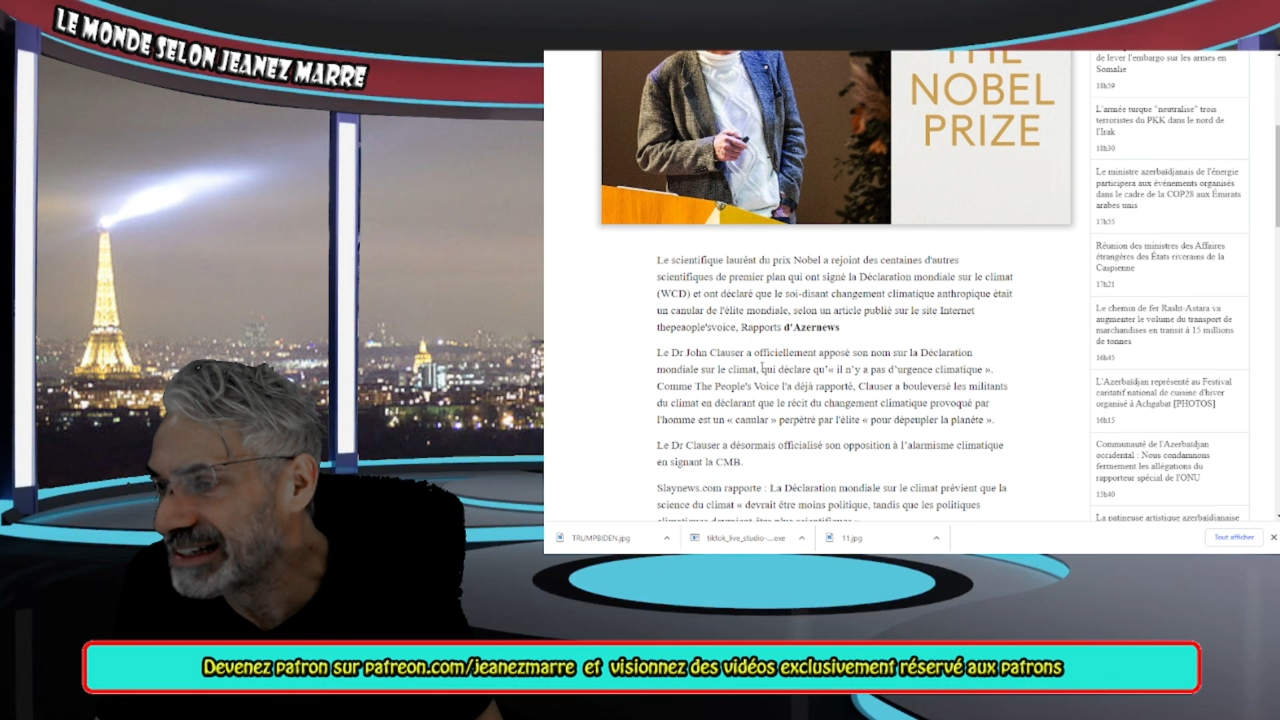 LE MONDE SELON JEANEZ MARRE
THE
NOBEL
PRIZE
Le scientifique lauréat du prix Nobel a rejoint des centaines d'autres
scientifiques de premier plan qui ont signé la Déclaration mondiale sur le climat
(WCD) et ont déclaré que le soi-disant changement climatique anthropique était
un canular de l'élite mondiale, selon un article publié sur le site Internet
thepeaople'svoice, Rapports d'Azernews
Le Dr John Clauser a officiellement apposé son nom sur la Déclaration
mondiale sur le climat, qui déclare qu'« il n'y a pas d'urgence climatique ».
Comme The People's Voice l'a déjà rapporté, Clauser a bouleversé les militants
du climat en déclarant que le récit du changement climatique provoqué par
l'homme est un « canular » perpétré par l'élite « pour dépeupler la planète ».
Le Dr Clauser a désormais officialisé son opposition à l'alarmisme climatique
en signant la CMB.
Slaynews.com rapporte : La Déclaration mondiale sur le climat prévient que la
science du climat « devrait être moins politique, tandis que les politiques
climatiques devraient être plus scientifiques ».
de lever l'embargo sur les armes en
Somalie
18h59
L'armée turque "neutralise" trois
terroristes du PKK dans le nord de
l'Irak
18h30
Le ministre azerbaïdjanais de l'énergie
participera aux événements organisés
dans le cadre de la COP28 aux Émirats
arabes unis
17h55
Réunion des ministres des Affaires
étrangères des États riverains de la
Caspienne
17h21
Le chemin de fer Rasht-Astara va
augmenter le volume du transport de
marchandises en transit à 15 millions
de tonnes
16h45
L'Azerbaïdjan représenté au Festival
caritatif national de cuisine d'hiver
organisé à Achgabat [PHOTOS]
16h15
Communauté de l'Azerbaïdjan
occidental : Nous condamnons
fermement les allégations du
rapporteur spécial de l'ONU
13h40
La patineuse artistique azerbaïdjanaise
TRUMPBIDEN.jpg
tiktok_live_studio-....exe
11.jpg
Tout afficher
Devenez patron sur patreon.com/jeanezmarre et visionnez des vidéos exclusivement réservé aux patrons